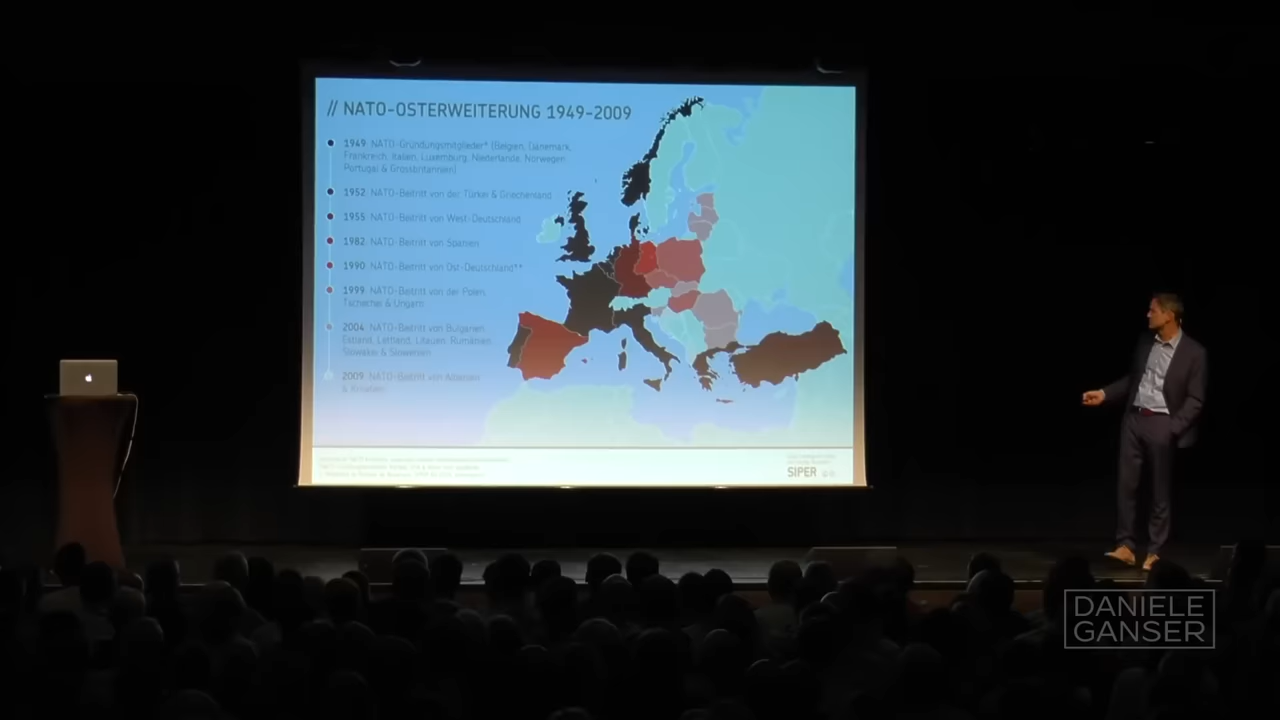 // NATO-OSTERWEITERUNG 1949-2009
1949 NATO-Gründungsmitglieder* (Belgien, Dänemark,
Frankreich, Italien, Luxemburg, Niederlande, Norwegen
Portugal & Grossbritannien)
1952 NATO-Beitritt von der Türkei & Griechenland
1955 NATO-Beitritt von West-Deutschland
1982 NATO-Beitritt von Spanien
1990 NATO-Beitritt von Ost-Deutschland**
1999 NATO-Beitritt von der Polen,
Tschechei & Ungarn
2004 NATO-Beitritt von Bulgarien
Estland, Lettland, Litauen, Rumänien,
Slowakei & Slowenien
2009 NATO-Beitritt von Albanien
& Kroatien
SIPER
DANIELE
GANSER